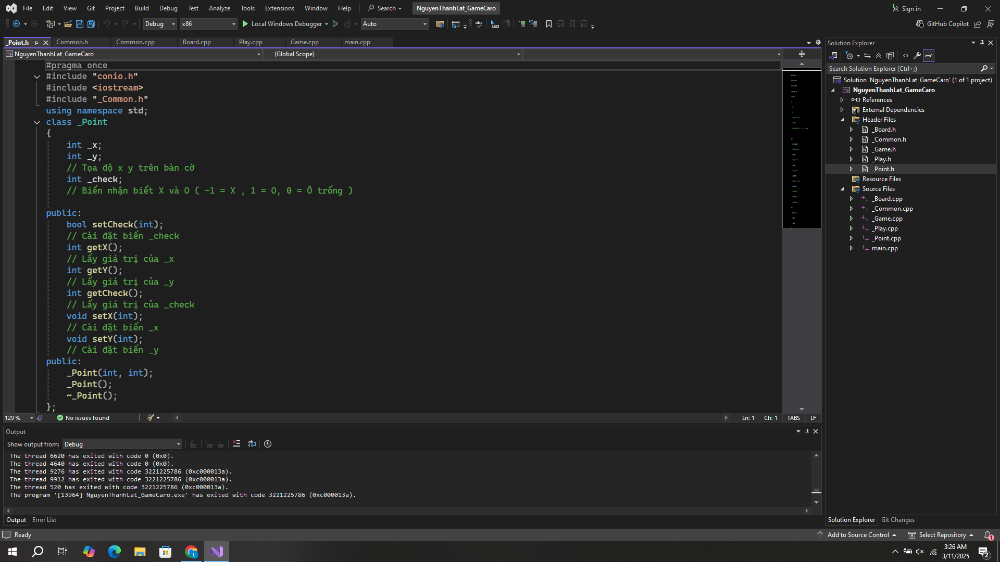 File Edit View Git Project Build Debug Test Analyze Tools Extensions Window Help Search NguyenThanhLat_GameCaro Sign in
Debug x86 Local Windows Debugger Auto GitHub Copilot
_Point.h _Common.h _Common.cpp _Board.cpp _Play.cpp _Game.cpp main.cpp
NguyenThanhLat_GameCaro (Global Scope)
#pragma once
#include "conio.h"
#include <iostream>
#include "_Common.h"
using namespace std;
class _Point
{
int _x;
int _y;
// Tọa độ x y trên bàn cờ
int _check;
// Biến nhận biết X và O ( -1 = X , 1 = O, 0 = Ô trống )
public:
bool setCheck(int);
// Cài đặt biến _check
int getX();
// Lấy giá trị của _x
int getY();
// Lấy giá trị của _y
int getCheck();
// Lấy giá trị của _check
void setX(int);
// Cài đặt biến _x
void setY(int);
// Cài đặt biến _y
public:
_Point(int, int);
_Point();
~_Point();
};
129 % No issues found Ln: 1 Ch: 1 TABS LF
Output
Show output from: Debug
The thread 6620 has exited with code 0 (0x0).
The thread 4640 has exited with code 0 (0x0).
The thread 9276 has exited with code 3221225786 (0xc000013a).
The thread 9912 has exited with code 3221225786 (0xc000013a).
The thread 520 has exited with code 3221225786 (0xc000013a).
The program '[13964] NguyenThanhLat_GameCaro.exe' has exited with code 3221225786 (0xc000013a).
Output Error List
Solution Explorer
Search Solution Explorer (Ctrl+;)
Solution 'NguyenThanhLat_GameCaro' (1 of 1 project)
NguyenThanhLat_GameCaro
References
External Dependencies
Header Files
_Board.h
_Common.h
_Game.h
_Play.h
_Point.h
Resource Files
Source Files
_Board.cpp
_Common.cpp
_Game.cpp
_Play.cpp
_Point.cpp
main.cpp
Solution Explorer Git Changes
Ready Add to Source Control Select Repository 1
L
3:26 AM
3/11/2025
2